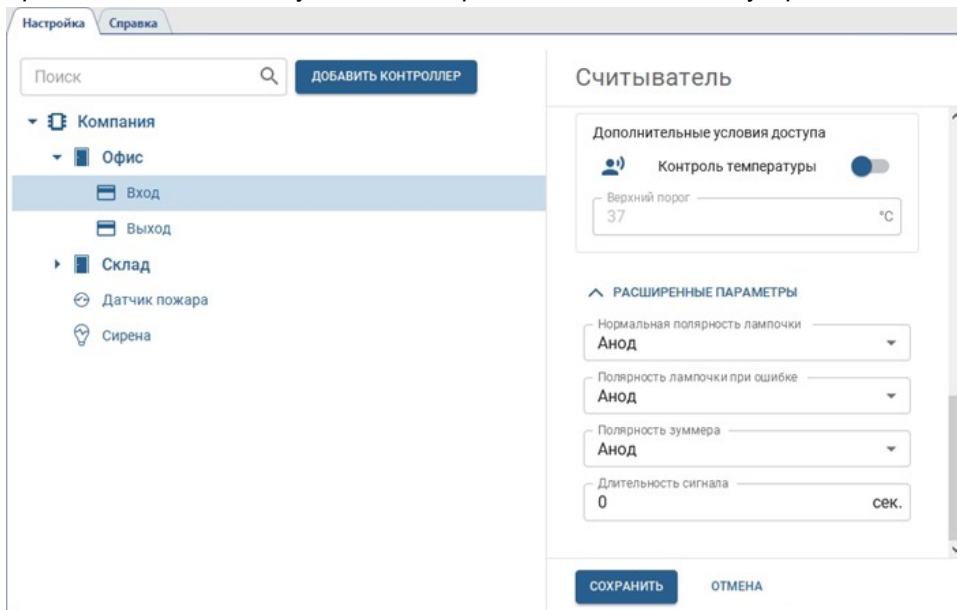 Настройка Справка
Поиск ДОБАВИТЬ КОНТРОЛЛЕР
Компания
Офис
Вход
Выход
Склад
Датчик пожара
Сирена
Считыватель
Дополнительные условия доступа
Контроль температуры
Верхний порог
37 °C
РАСШИРЕННЫЕ ПАРАМЕТРЫ
Нормальная полярность лампочки
Анод
Полярность лампочки при ошибке
Анод
Полярность зуммера
Анод
Длительность сигнала
0 сек.
СОХРАНИТЬ ОТМЕНА